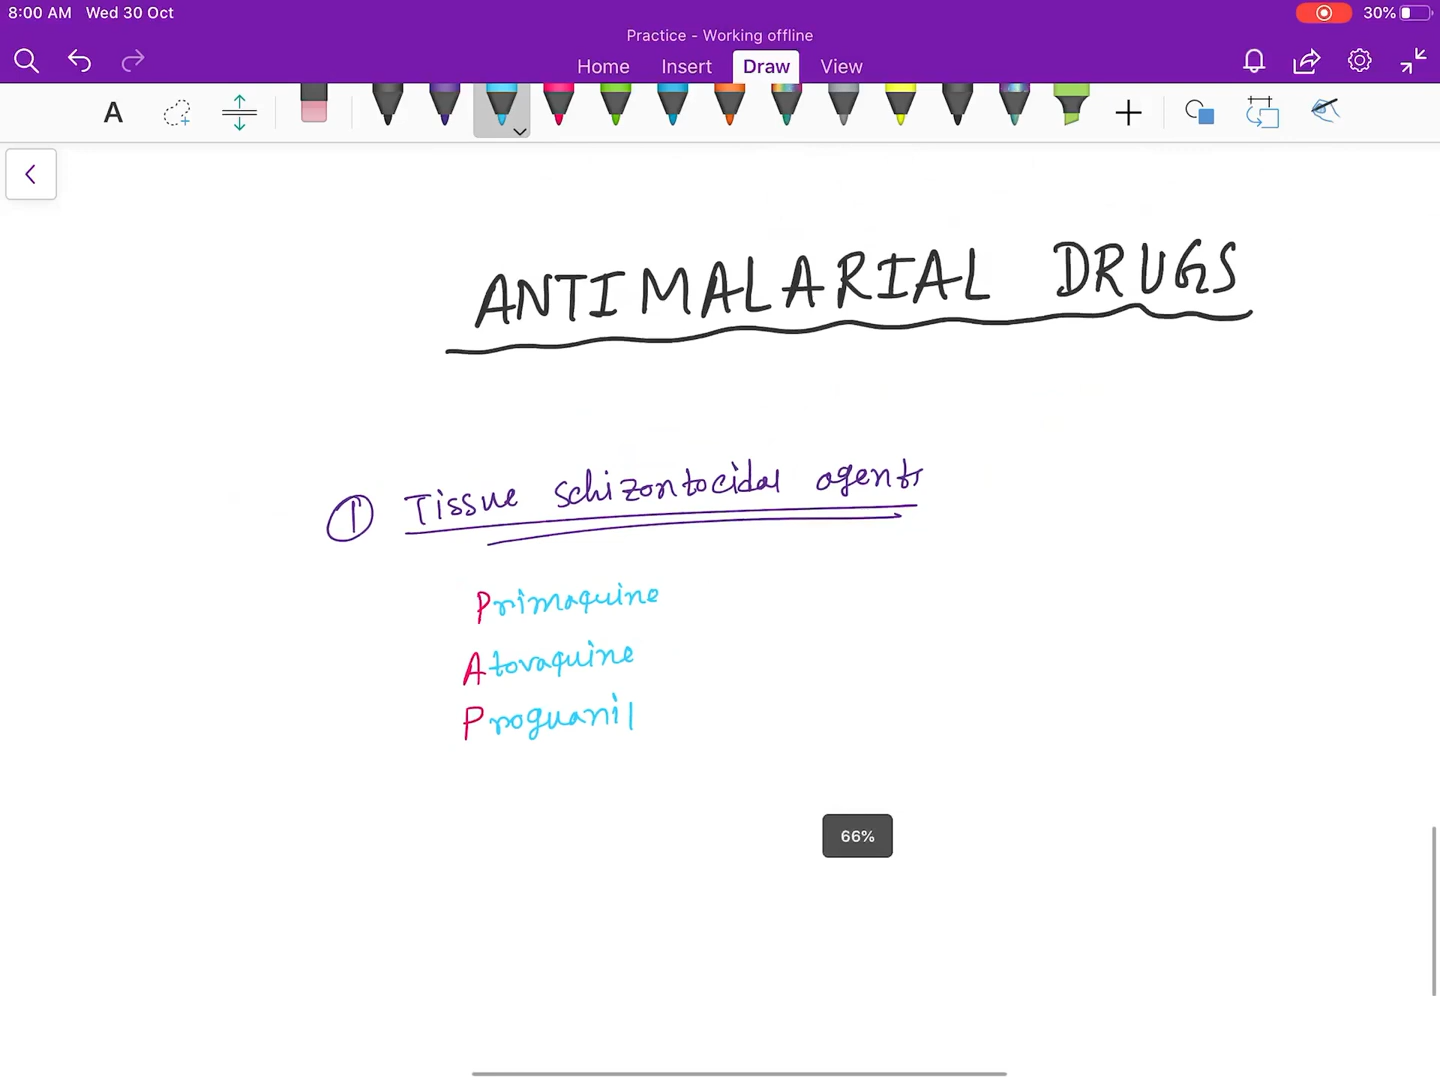 8:00 AM Wed 30 Oct
30%
Practice - Working offline
Home Insert Draw View
A
ANTIMALARIAL DRUGS
① Tissue schizontocidal agents
Primaquine
Atovaquine
Proguanil
66%